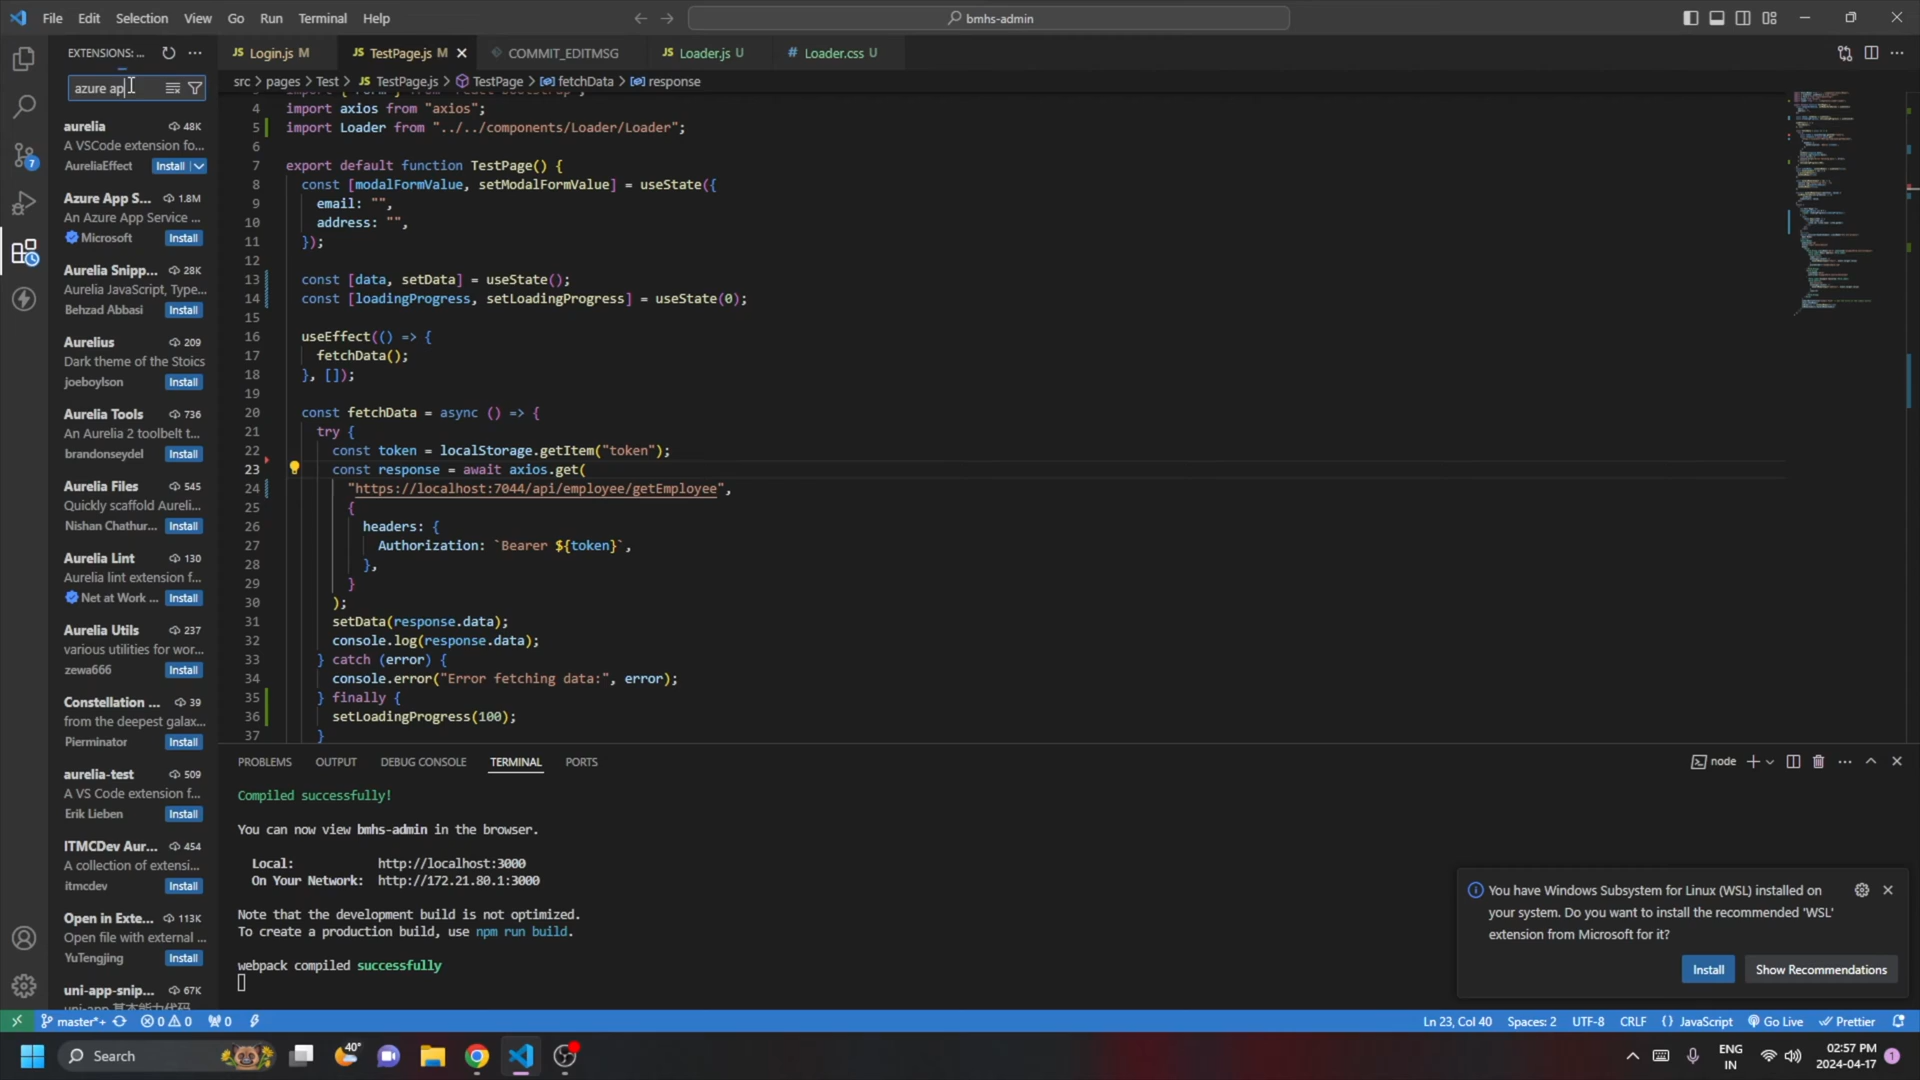 File Edit Selection View Go Run Terminal Help
bmhs-admin
EXTENSIONS: ...
Login.js M
TestPage.js M
COMMIT_EDITMSG
Loader.js U
Loader.css U
azure ap
src > pages > Test > TestPage.js > TestPage > fetchData > response
aurelia 48K
A VSCode extension fo...
AureliaEffect Install
Azure App S... 1.8M
An Azure App Service ...
Microsoft Install
Aurelia Snipp... 28K
Aurelia JavaScript, Type...
Behzad Abbasi Install
Aurelius 209
Dark theme of the Stoics
joeboylson Install
Aurelia Tools 736
An Aurelia 2 toolbelt t...
brandonseydel Install
Aurelia Files 545
Quickly scaffold Aureli...
Nishan Chathur... Install
Aurelia Lint 130
Aurelia lint extension f...
Net at Work ... Install
Aurelia Utils 237
various utilities for wor...
zewa666 Install
Constellation ... 39
from the deepest galax...
Pierminator Install
aurelia-test 509
A VS Code extension f...
Erik Lieben Install
ITMCDev Aur... 454
A collection of extensi...
itmcdev Install
Open in Exte... 113K
Open file with external ...
YuTengjing Install
uni-app-snip... 67K
7
4 import axios from "axios";
5 import Loader from "../../components/Loader/Loader";
6
7 export default function TestPage() {
8 const [modalFormValue, setModalFormValue] = useState({
9 email: "",
10 address: "",
11 });
12
13 const [data, setData] = useState();
14 const [loadingProgress, setLoadingProgress] = useState(0);
15
16 useEffect(() => {
17 fetchData();
18 }, []);
19
20 const fetchData = async () => {
21 try {
22 const token = localStorage.getItem("token");
23 const response = await axios.get(
24 "https://localhost:7044/api/employee/getEmployee",
25 {
26 headers: {
27 Authorization: `Bearer ${token}`,
28 },
29 }
30 );
31 setData(response.data);
32 console.log(response.data);
33 } catch (error) {
34 console.error("Error fetching data:", error);
35 } finally {
36 setLoadingProgress(100);
37 }
PROBLEMS OUTPUT DEBUG CONSOLE TERMINAL PORTS
node
Compiled successfully!
You can now view bmhs-admin in the browser.
Local: http://localhost:3000
On Your Network: http://172.21.80.1:3000
Note that the development build is not optimized.
To create a production build, use npm run build.
webpack compiled successfully
You have Windows Subsystem for Linux (WSL) installed on
your system. Do you want to install the recommended 'WSL'
extension from Microsoft for it?
Install Show Recommendations
master*+ 0 0 0
Ln 23, Col 40 Spaces: 2 UTF-8 CRLF {} JavaScript Go Live Prettier
Search
40°
ENG
IN
02:57 PM
2024-04-17
1